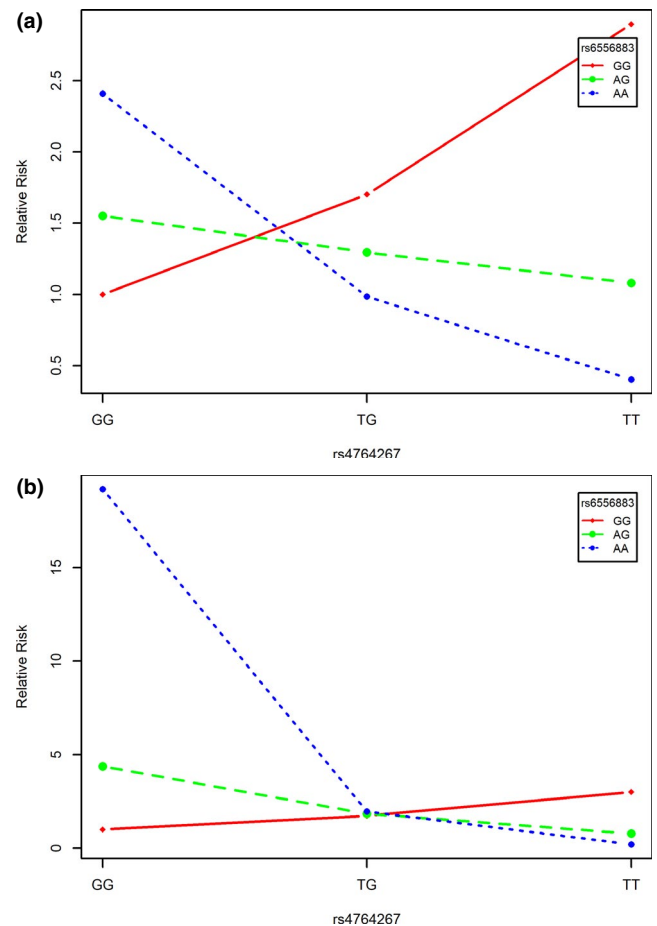 (a)
rs6556883
GG
AG
AA
Relative Risk
2.5
2.0
1.5
1.0
0.5
GG TG TT
rs4764267
(b)
rs6556883
GG
AG
AA
Relative Risk
15
10
5
0
GG TG TT
rs4764267